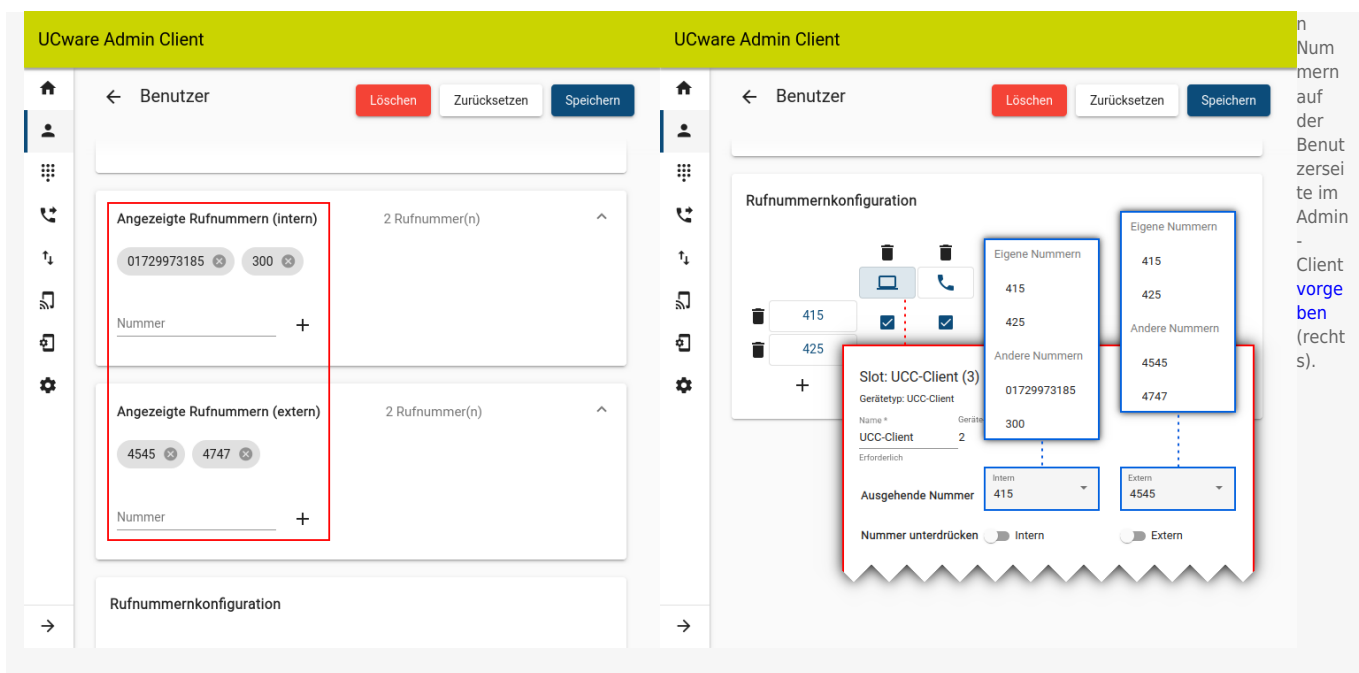 UCware Admin Client
Benutzer
Löschen
Zurücksetzen
Speichern
Angezeigte Rufnummern (intern)
2 Rufnummer(n)
01729973185
300
Nummer
Angezeigte Rufnummern (extern)
2 Rufnummer(n)
4545
4747
Nummer
Rufnummernkonfiguration
UCware Admin Client
Benutzer
Löschen
Zurücksetzen
Speichern
Rufnummernkonfiguration
415
425
Eigene Nummern
415
425
Andere Nummern
01729973185
300
Eigene Nummern
415
425
Andere Nummern
4545
4747
Slot: UCC-Client (3)
Gerätetyp: UCC-Client
Name *
Geräte
UCC-Client
2
Erforderlich
Ausgehende Nummer
Intern
415
Extern
4545
Nummer unterdrücken
Intern
Extern
n
Num
mern
auf
der
Benut
zersei
te im
Admin
-
Client
vorge
ben
(recht
s).